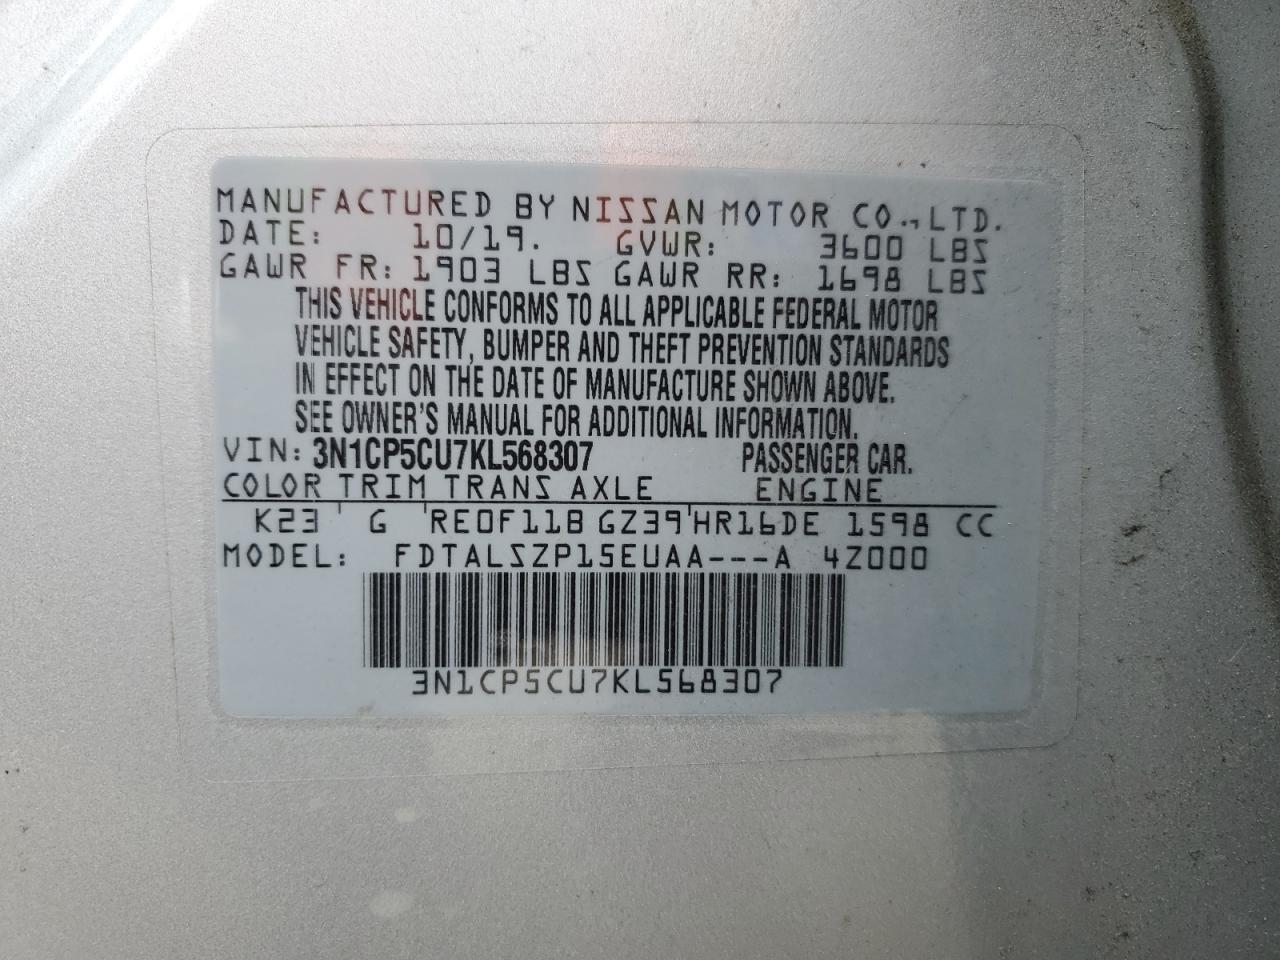 MANUFACTURED BY NISSAN MOTOR CO., LTD.
DATE: 10/19. GVWR: 3600 LBS
GAWR FR: 1903 LBS GAWR RR: 1698 LBS
THIS VEHICLE CONFORMS TO ALL APPLICABLE FEDERAL MOTOR
VEHICLE SAFETY, BUMPER AND THEFT PREVENTION STANDARDS
IN EFFECT ON THE DATE OF MANUFACTURE SHOWN ABOVE.
SEE OWNER'S MANUAL FOR ADDITIONAL INFORMATION.
VIN: 3N1CP5CU7KL568307 PASSENGER CAR.
COLOR TRIM TRANS AXLE ENGINE
K23 ' G 'RE0F11B GZ39'HR16DE 1598 CC
MODEL: FDTALSZP15EUAA---A 4Z000
3N1CP5CU7KL568307